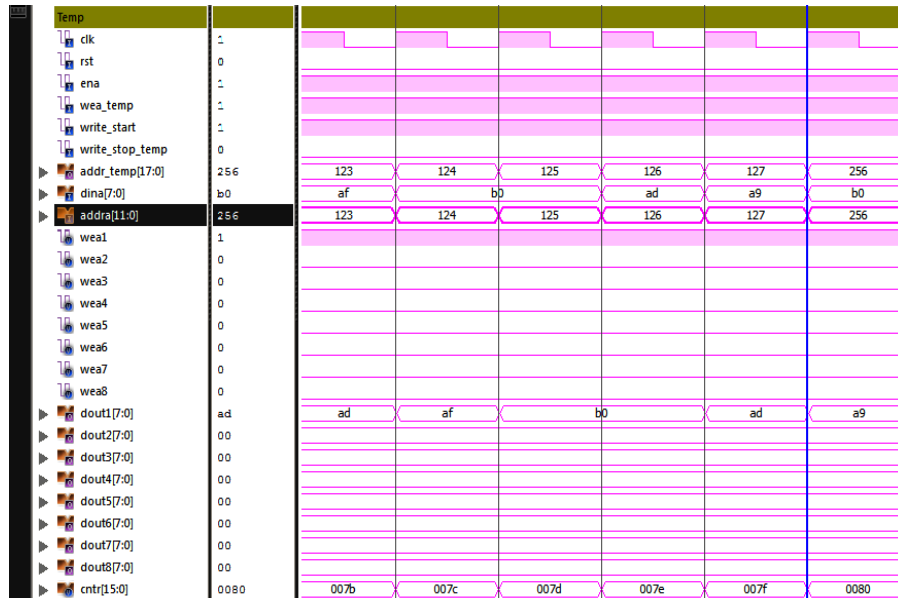 Temp
clk 1
rst 0
ena 1
wea_temp 1
write_start 1
write_stop_temp 0
addr_temp[17:0] 256 123 124 125 126 127 256
dina[7:0] b0 af b0 ad a9 b0
addra[11:0] 256 123 124 125 126 127 256
wea1 1
wea2 0
wea3 0
wea4 0
wea5 0
wea6 0
wea7 0
wea8 0
dout1[7:0] ad ad af b0 ad a9
dout2[7:0] 00
dout3[7:0] 00
dout4[7:0] 00
dout5[7:0] 00
dout6[7:0] 00
dout7[7:0] 00
dout8[7:0] 00
cntr[15:0] 0080 007b 007c 007d 007e 007f 0080